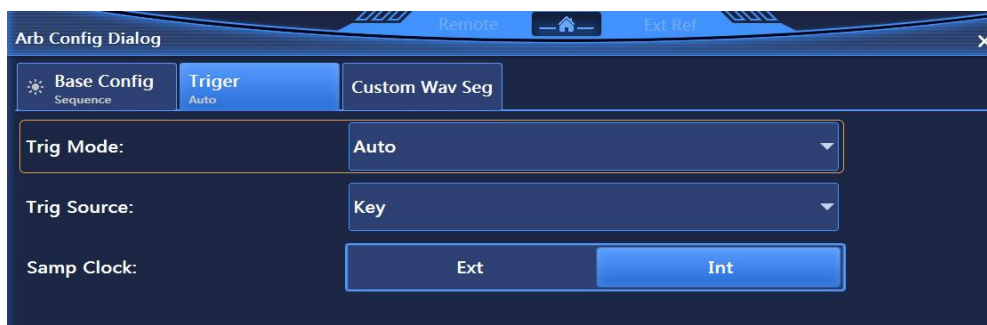 Remote
Ext Ref
Arb Config Dialog
Base Config
Sequence
Triger
Auto
Custom Wav Seg
Trig Mode:
Auto
Trig Source:
Key
Samp Clock:
Ext
Int